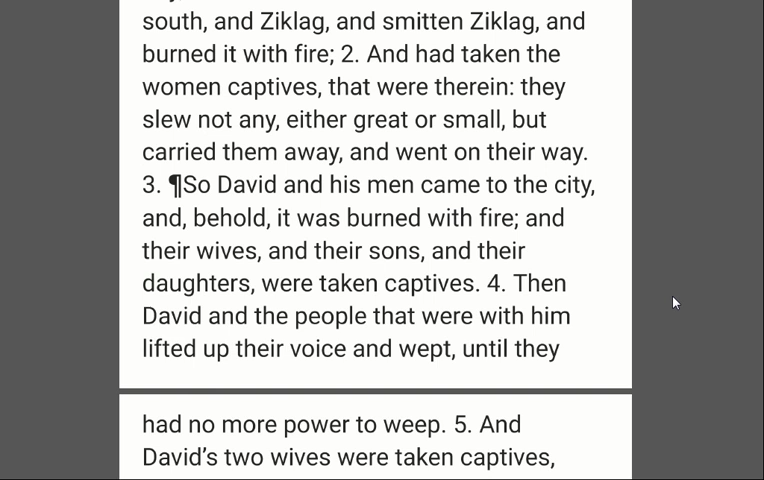 south, and Ziklag, and smitten Ziklag, and
burned it with fire; 2. And had taken the
women captives, that were therein: they
slew not any, either great or small, but
carried them away, and went on their way.
3. ¶So David and his men came to the city,
and, behold, it was burned with fire; and
their wives, and their sons, and their
daughters, were taken captives. 4. Then
David and the people that were with him
lifted up their voice and wept, until they
had no more power to weep. 5. And
David’s two wives were taken captives,